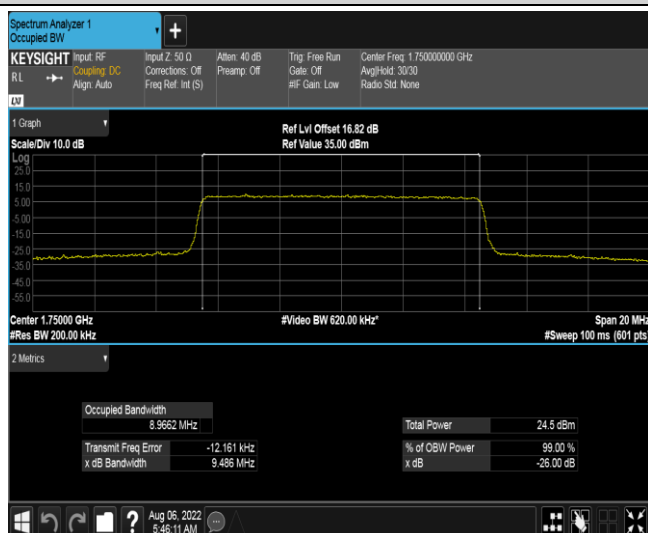 Spectrum Analyzer 1
Occupied BW
+
KEYSIGHT
R L
LXI
Input: RF
Coupling: DC
Align: Auto
Input Z: 50 Ω
Corrections: Off
Freq Ref: Int (S)
Atten: 40 dB
Preamp: Off
Trig: Free Run
Gate: Off
#IF Gain: Low
Center Freq: 1.750000000 GHz
Avg|Hold: 30/30
Radio Std: None
1 Graph
Scale/Div 10.0 dB
Ref Lvl Offset 16.82 dB
Ref Value 35.00 dBm
Log
25.0
15.0
5.00
-5.00
-15.0
-25.0
-35.0
-45.0
-55.0
Center 1.75000 GHz
#Res BW 200.00 kHz
#Video BW 620.00 kHz*
Span 20 MHz
#Sweep 100 ms (601 pts)
2 Metrics
Occupied Bandwidth
8.9662 MHz
Transmit Freq Error -12.161 kHz
x dB Bandwidth 9.486 MHz
Total Power 24.5 dBm
% of OBW Power 99.00 %
x dB -26.00 dB
?
Aug 06, 2022
5:46:11 AM